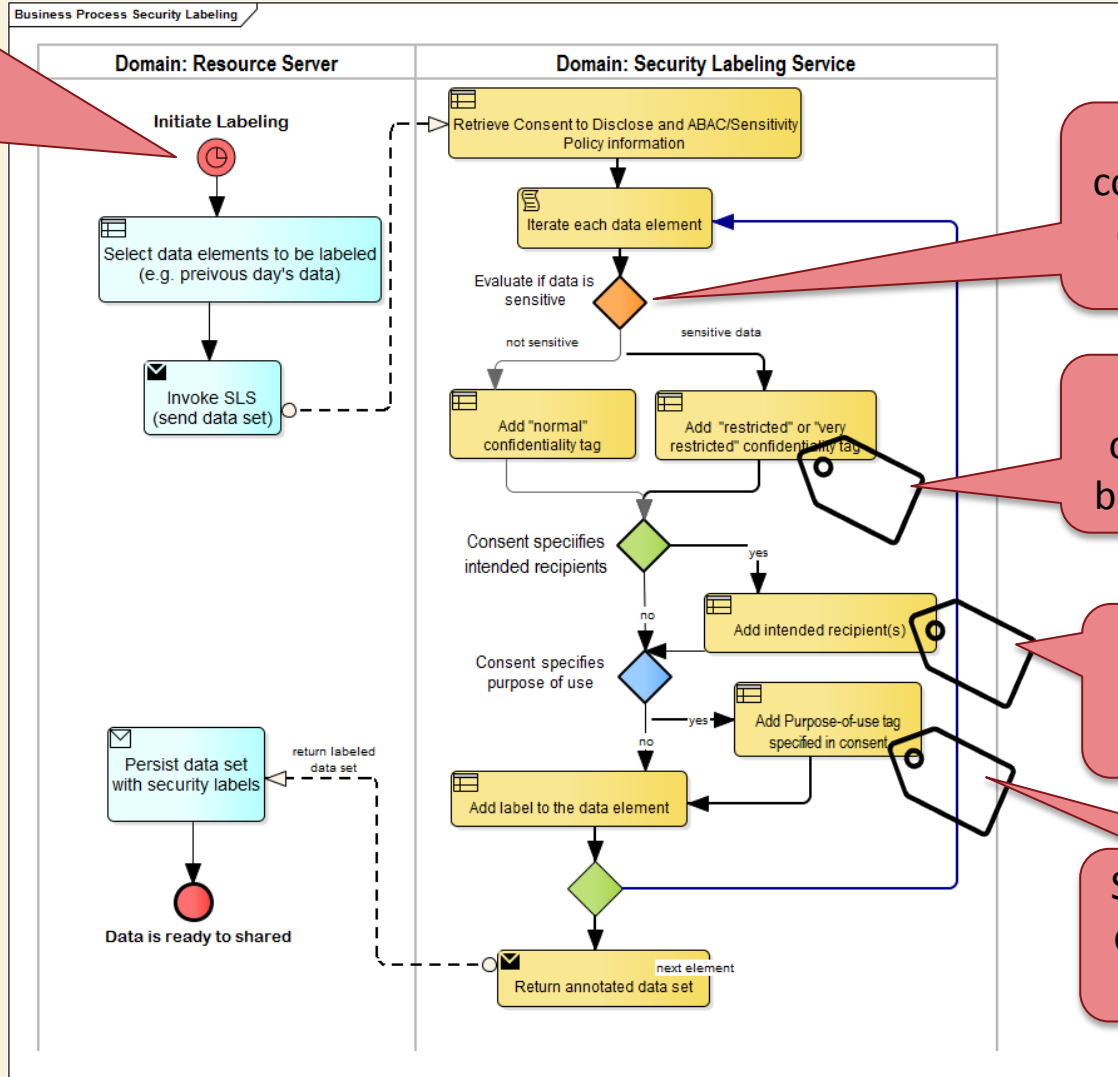 Business Process Security Labeling
Domain: Resource Server
Domain: Security Labeling Service
Initiate Labeling
Select data elements to be labeled
(e.g. preivous day's data)
Invoke SLS
(send data set)
Retrieve Consent to Disclose and ABAC/Sensitivity
Policy information
Iterate each data element
Evaluate if data is
sensitive
not sensitive
sensitive data
Add "normal"
confidentiality tag
Add "restricted" or "very
restricted" confidentiality tag
Consent speciifies
intended recipients
yes
no
Add intended recipient(s)
Consent specifies
purpose of use
yes
no
Add Purpose-of-use tag
specified in consent
Add label to the data element
next element
Return annotated data set
return labeled
data set
Persist data set
with security labels
Data is ready to shared